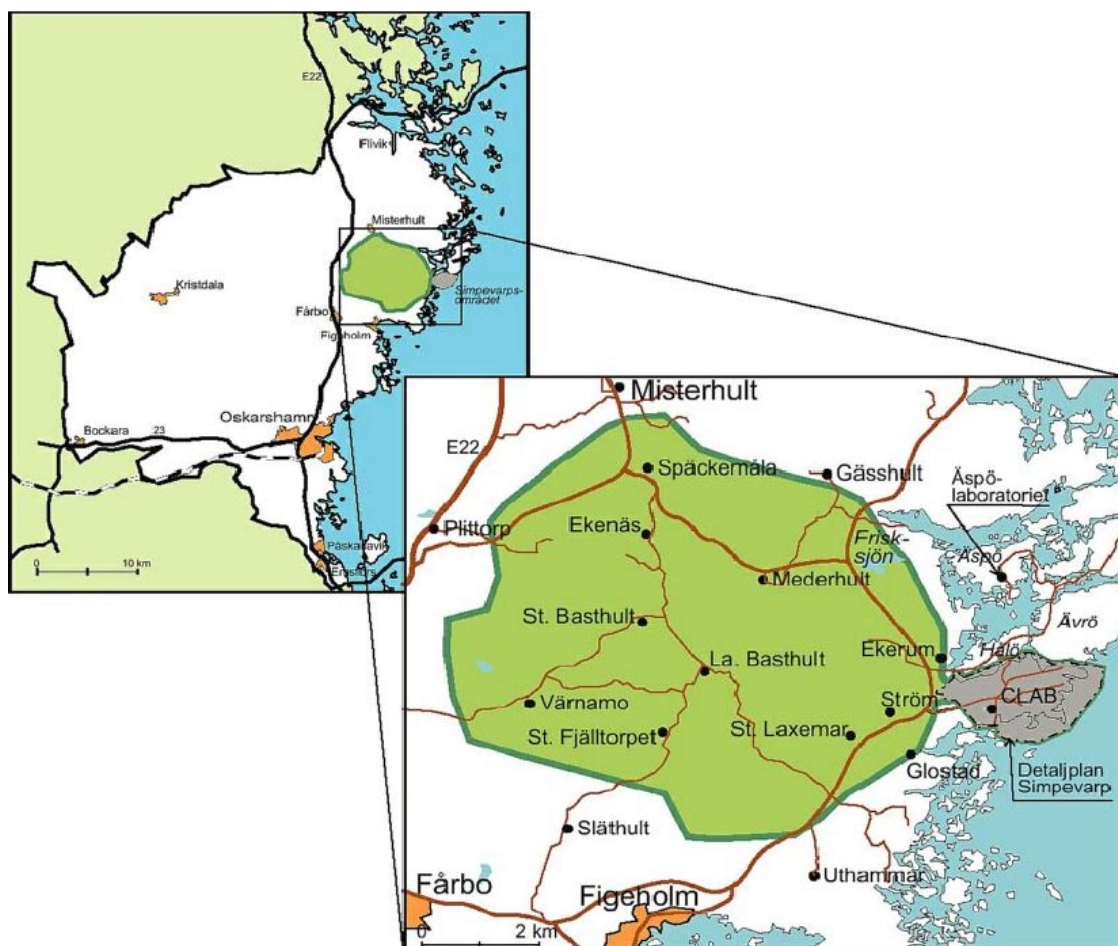 E22
Flivik
Misterhult
Kristdala
Simpevarps-
området
Fårbo
Figeholm
Oskarshamn
Bockara
23
Påskallavik
Emsfors
0 10 km
Misterhult
E22
Späckemåla
Gässhult
Äspö-
laboratoriet
Plittorp
Ekenäs
Frisk-
sjön
Äspö
Mederhult
St. Basthult
Ävrö
Hålö
Ekerum
La. Basthult
Värnamo
Ström
CLAB
St. Fjälltorpet
St. Laxemar
Glostad
Detaljplan
Simpevarp
Släthult
Uthammar
Fårbo
Figeholm
0 2 km